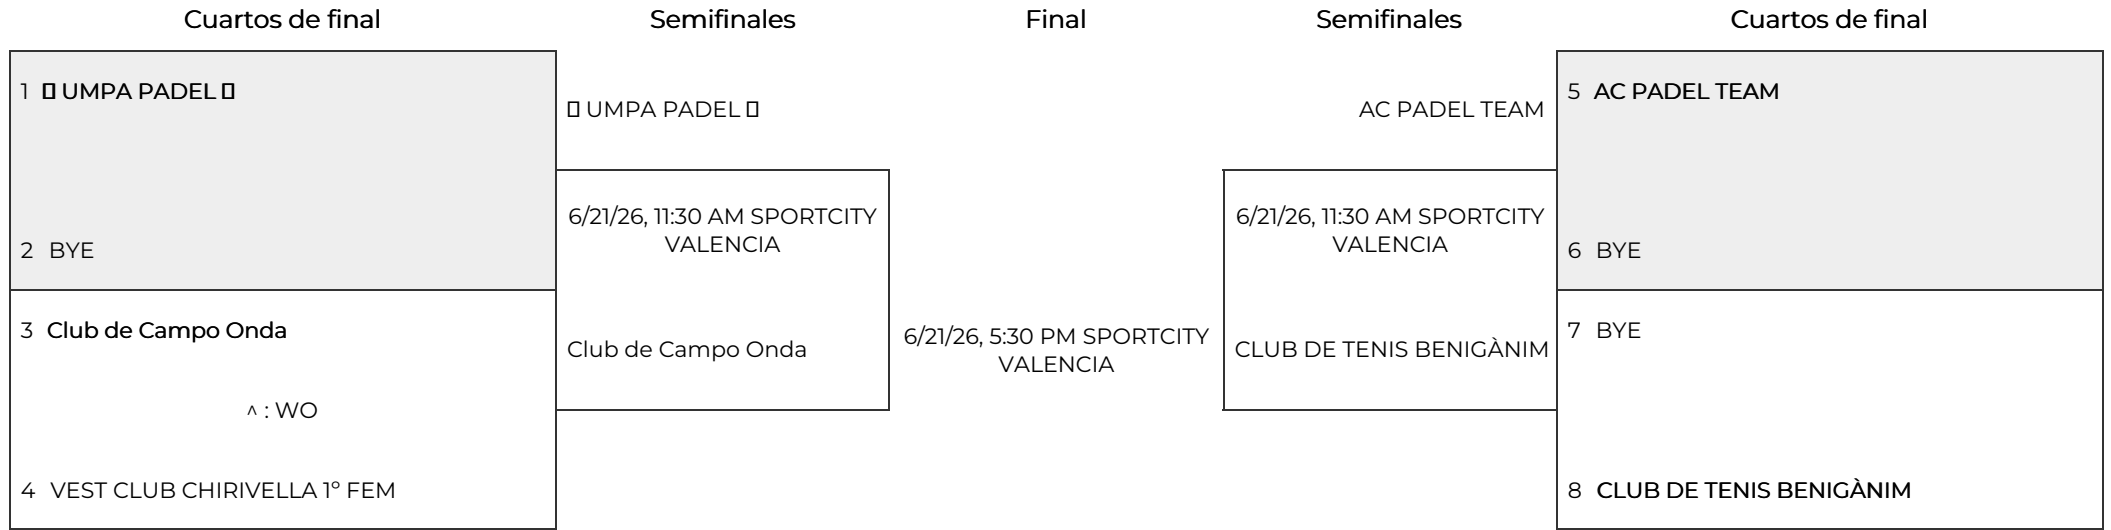 Cuartos de final
Semifinales
Final
Semifinales
Cuartos de final
1 UMPA PADEL
2 BYE
3 Club de Campo Onda
^ : WO
4 VEST CLUB CHIRIVELLA 1º FEM
UMPA PADEL
6/21/26, 11:30 AM SPORTCITY
VALENCIA
Club de Campo Onda
6/21/26, 5:30 PM SPORTCITY
VALENCIA
AC PADEL TEAM
6/21/26, 11:30 AM SPORTCITY
VALENCIA
CLUB DE TENIS BENIGÀNIM
5 AC PADEL TEAM
6 BYE
7 BYE
8 CLUB DE TENIS BENIGÀNIM